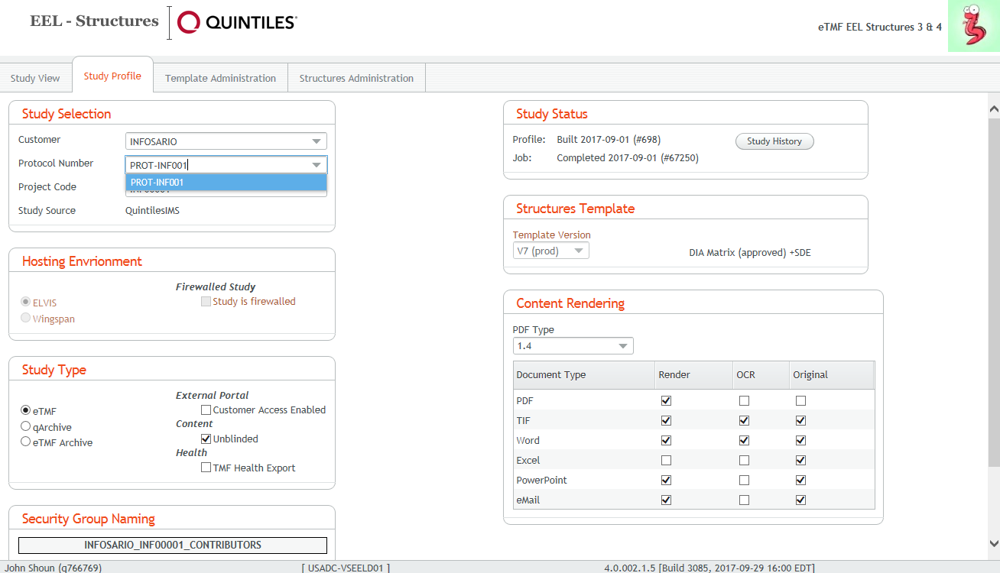 EEL - Structures
QUINTILES
eTMF EEL Structures 3 & 4
Study View
Study Profile
Template Administration
Structures Administration
Study Selection
Customer
INFOSARIO
Protocol Number
PROT-INF001
PROT-INF001
Project Code
Study Source
QuintilesIMS
Hosting Envrionment
ELVIS
Wingspan
Firewalled Study
Study is firewalled
Study Type
eTMF
qArchive
eTMF Archive
External Portal
Customer Access Enabled
Content
Unblinded
Health
TMF Health Export
Security Group Naming
INFOSARIO_INF00001_CONTRIBUTORS
Study Status
Profile: Built 2017-09-01 (#698)
Study History
Job: Completed 2017-09-01 (#67250)
Structures Template
Template Version
V7 (prod)
DIA Matrix (approved) +SDE
Content Rendering
PDF Type
1.4
Document Type Render OCR Original
PDF
TIF
Word
Excel
PowerPoint
eMail
John Shoun (q766769)
[ USADC-VSEELD01 ]
4.0.002.1.5 [Build 3085, 2017-09-29 16:00 EDT]